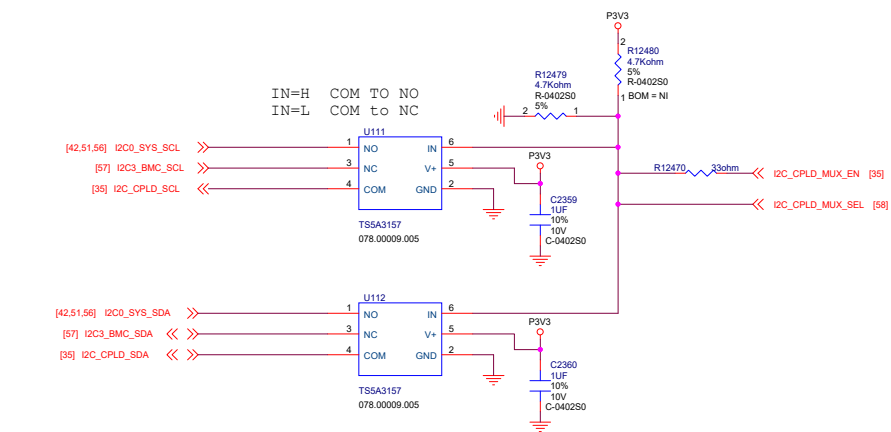 P3V3
2
R12480
4.7Kohm
5%
R-0402S0
1 BOM = NI
R12479
4.7Kohm
R-0402S0
5%
2 1
IN=H COM TO NO
IN=L COM to NC
U111
[42,51,56] I2C0_SYS_SCL 1 NO IN 6
[57] I2C3_BMC_SCL 3 NC V+ 5
[35] I2C_CPLD_SCL 4 COM GND 2
TS5A3157
078.00009.005
P3V3
C2359
1UF
10%
10V
C-0402S0
R12470 33ohm I2C_CPLD_MUX_EN [35]
I2C_CPLD_MUX_SEL [58]
U112
[42,51,56] I2C0_SYS_SDA 1 NO IN 6
[57] I2C3_BMC_SDA 3 NC V+ 5
[35] I2C_CPLD_SDA 4 COM GND 2
TS5A3157
078.00009.005
P3V3
C2360
1UF
10%
10V
C-0402S0